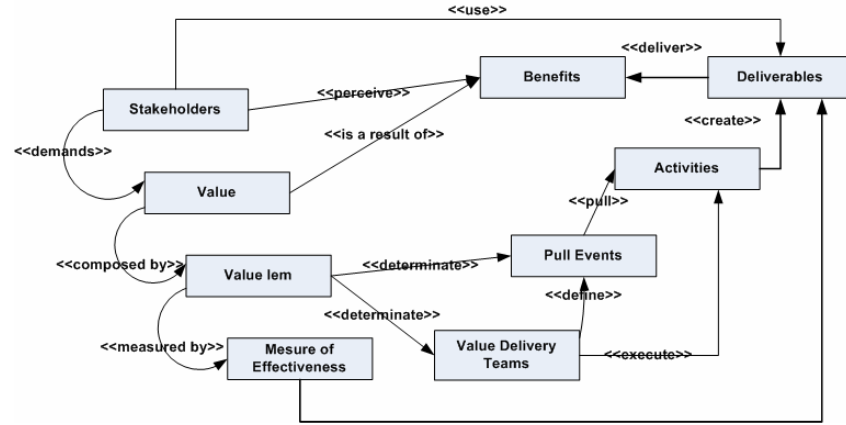 <<use>>
<<deliver>>
Benefits
Deliverables
<<perceive>>
Stakeholders
<<create>>
<<is a result of>>
<<demands>>
Activities
Value
<<pull>>
<<composed by>>
<<determinate>>
Pull Events
Value Iem
<<define>>
<<determinate>>
<<measured by>>
Mesure of
Effectiveness
Value Delivery
Teams
<<execute>>